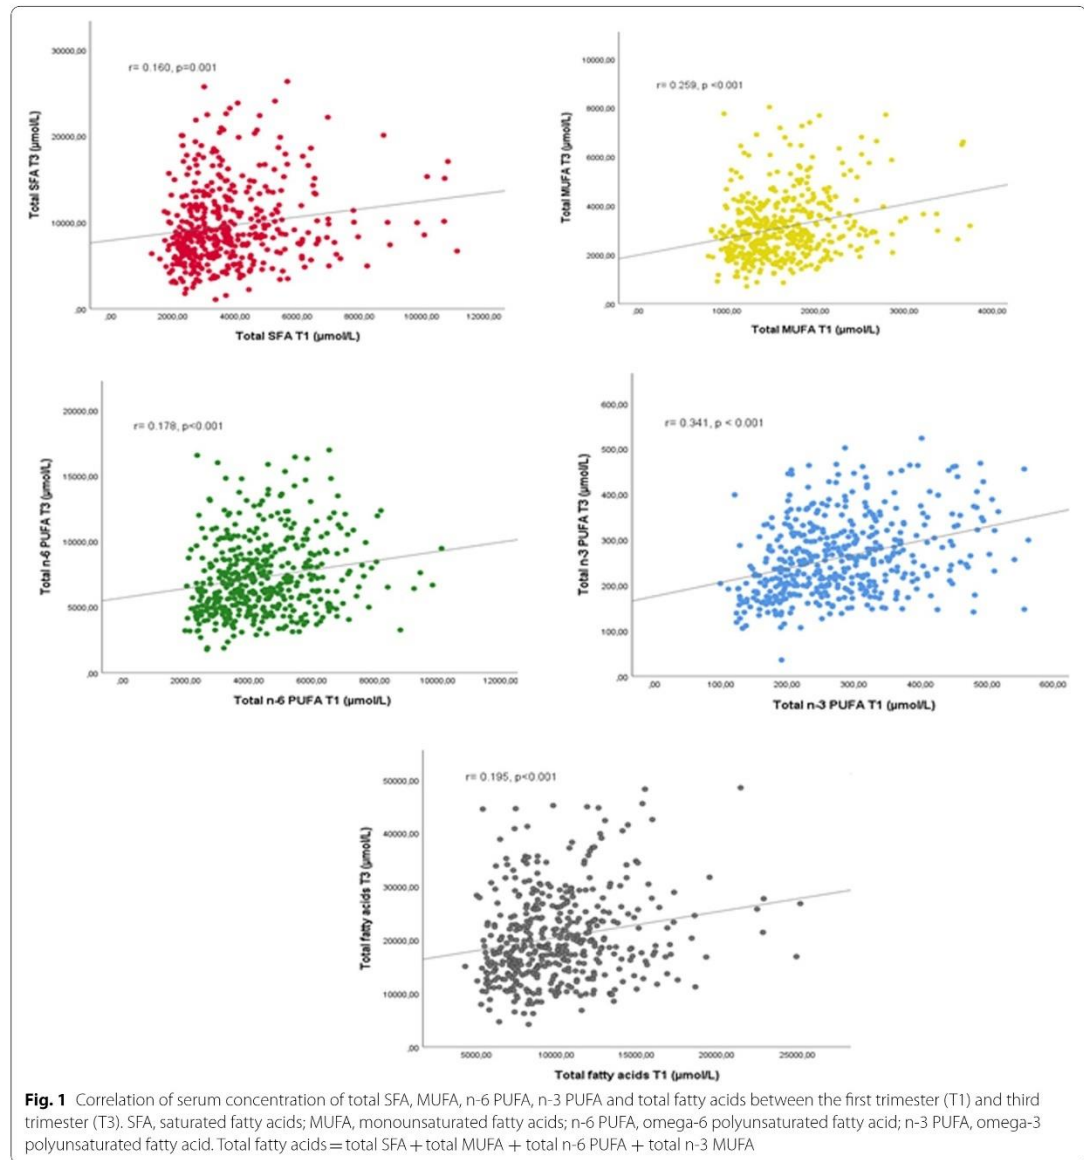 r= 0.160, p=0.001
Total SFA T3 (µmol/L)
30000,00
20000,00
10000,00
,00
,00 2000,00 4000,00 6000,00 8000,00 10000,00 12000,00
Total SFA T1 (µmol/L)
r= 0.259, p <0.001
Total MUFA T3 (µmol/L)
10000,00
8000,00
6000,00
4000,00
2000,00
,00
,00 1000,00 2000,00 3000,00 4000,00
Total MUFA T1 (µmol/L)
r= 0.178, p<0.001
Total n-6 PUFA T3 (µmol/L)
20000,00
15000,00
10000,00
5000,00
,00
,00 2000,00 4000,00 6000,00 8000,00 10000,00 12000,00
Total n-6 PUFA T1 (µmol/L)
r= 0.341, p < 0.001
Total n-3 PUFA T3 (µmol/L)
600,00
500,00
400,00
300,00
200,00
100,00
,00
,00 100,00 200,00 300,00 400,00 500,00 600,00
Total n-3 PUFA T1 (µmol/L)
r= 0.195, p<0.001
Total fatty acids T3 (µmol/L)
50000,00
40000,00
30000,00
20000,00
10000,00
,00
5000,00 10000,00 15000,00 20000,00 25000,00
Total fatty acids T1 (µmol/L)
Fig. 1 Correlation of serum concentration of total SFA, MUFA, n-6 PUFA, n-3 PUFA and total fatty acids between the first trimester (T1) and third
trimester (T3). SFA, saturated fatty acids; MUFA, monounsaturated fatty acids; n-6 PUFA, omega-6 polyunsaturated fatty acid; n-3 PUFA, omega-3
polyunsaturated fatty acid. Total fatty acids = total SFA + total MUFA + total n-6 PUFA + total n-3 MUFA